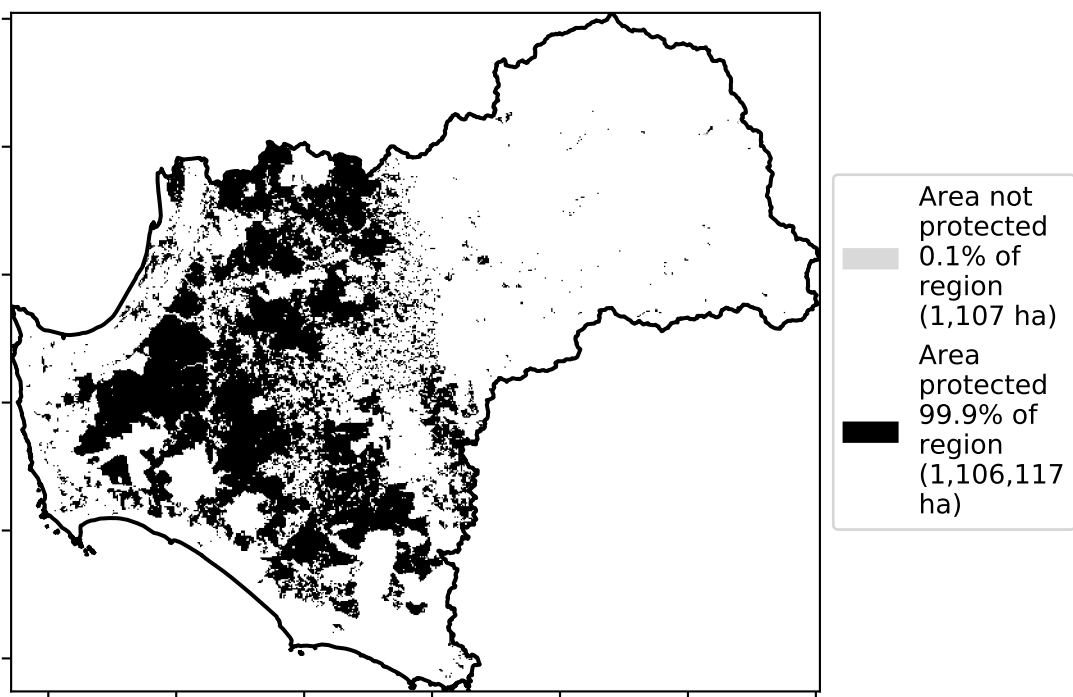 Area not
protected
0.1% of
region
(1,107 ha)
Area
protected
99.9% of
region
(1,106,117
ha)